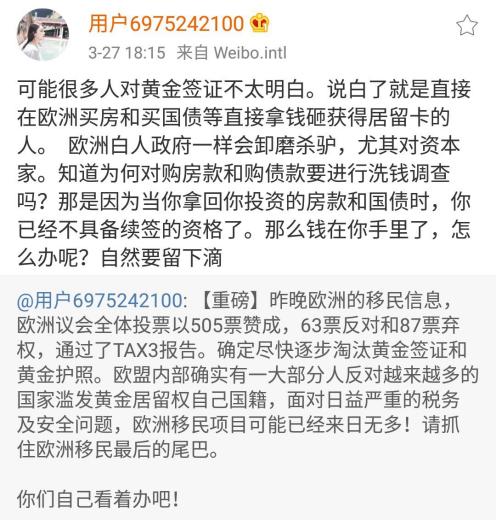 用户6975242100
3-27 18:15 来自 Weibo.intl
可能很多人对黄金签证不太明白。说白了就是直接
在欧洲买房和买国债等直接拿钱砸获得居留卡的
人。 欧洲白人政府一样会卸磨杀驴，尤其对资本
家。知道为何对购房款和购债款要进行洗钱调查
吗？那是因为当你拿回你投资的房款和国债时，你
已经不具备续签的资格了。那么钱在你手里了，怎
么办呢？自然要留下滴
@用户6975242100:【重磅】昨晚欧洲的移民信息，
欧洲议会全体投票以505票赞成，63票反对和87票弃
权，通过了TAX3报告。确定尽快逐步淘汰黄金签证和
黄金护照。欧盟内部确实有一大部分人反对越来越多的
国家滥发黄金居留权自己国籍，面对日益严重的税务
及安全问题，欧洲移民项目可能已经来日无多！请抓
住欧洲移民最后的尾巴。
你们自己看着办吧！